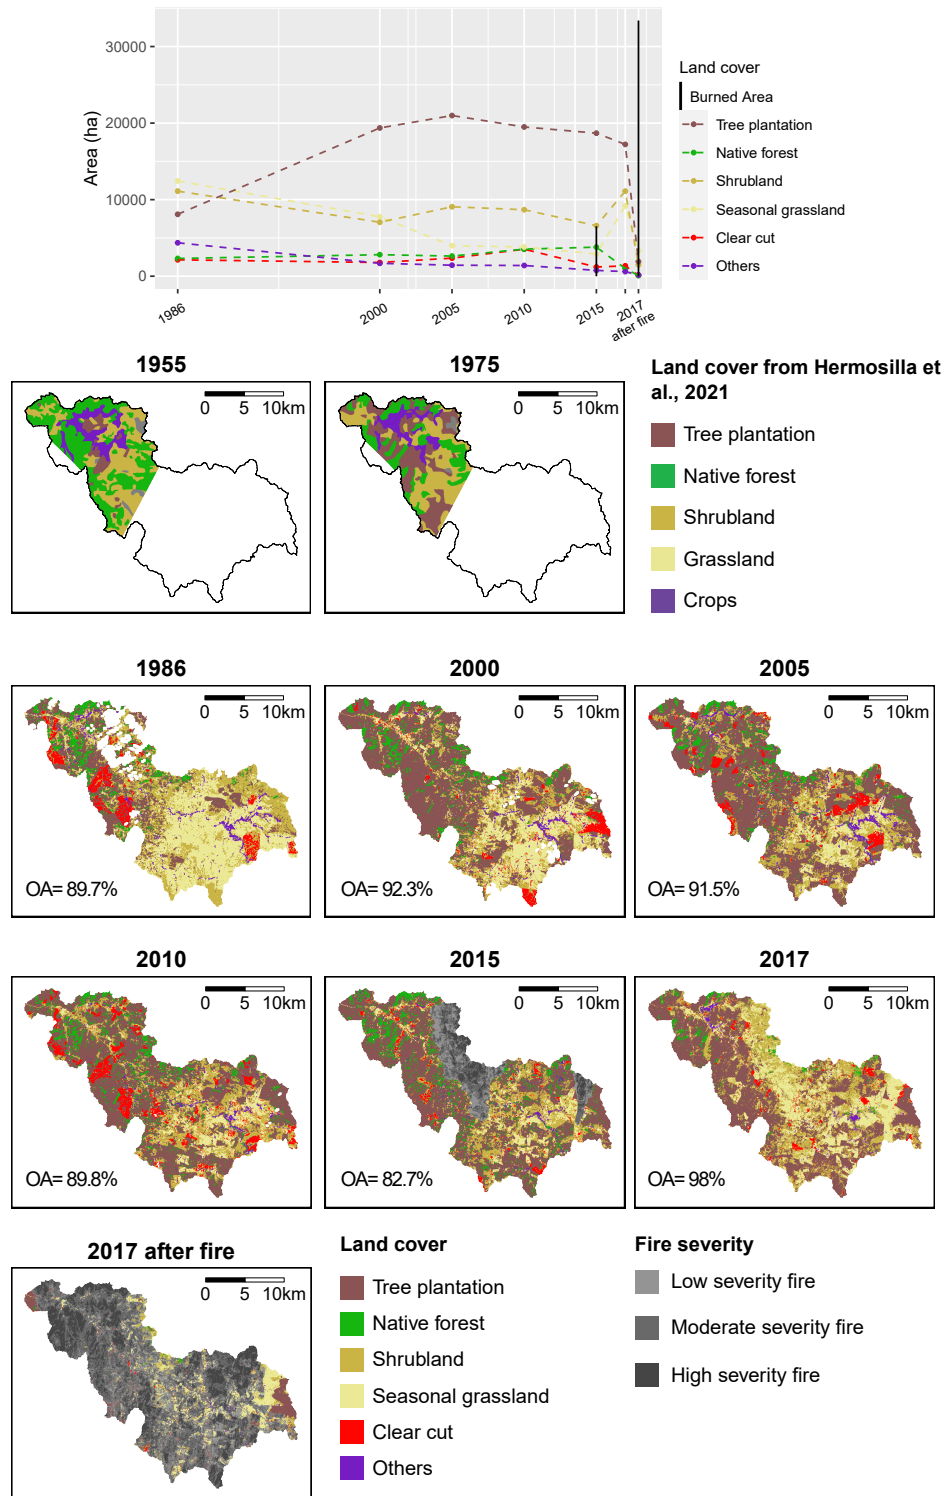 30000
20000
10000
0
Area (ha)
1986
2000
2005
2010
2015
2017
after fire
Land cover
Burned Area
Tree plantation
Native forest
Shrubland
Seasonal grassland
Clear cut
Others
1955
0 5 10km
1975
0 5 10km
Land cover from Hermosilla et
al., 2021
Tree plantation
Native forest
Shrubland
Grassland
Crops
1986
0 5 10km
OA= 89.7%
2000
0 5 10km
OA= 92.3%
2005
0 5 10km
OA= 91.5%
2010
0 5 10km
OA= 89.8%
2015
0 5 10km
OA= 82.7%
2017
0 5 10km
OA= 98%
2017 after fire
0 5 10km
Land cover
Tree plantation
Native forest
Shrubland
Seasonal grassland
Clear cut
Others
Fire severity
Low severity fire
Moderate severity fire
High severity fire